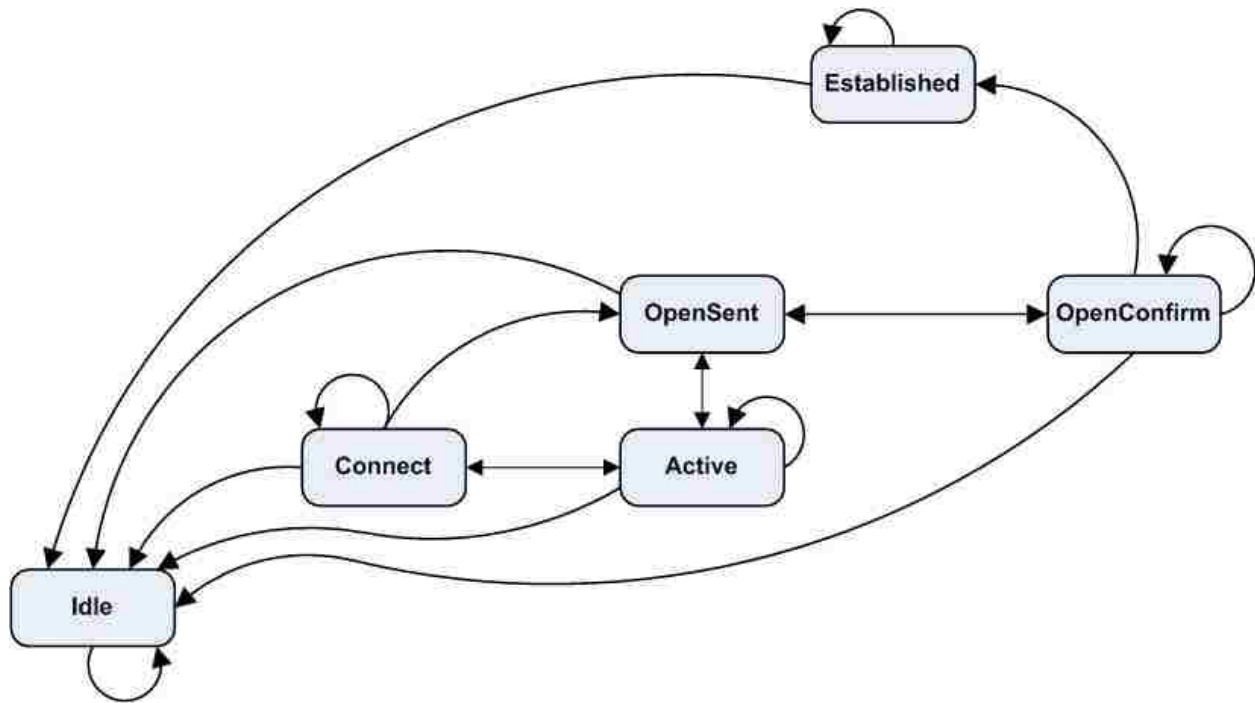 Established
OpenSent
OpenConfirm
Connect
Active
Idle